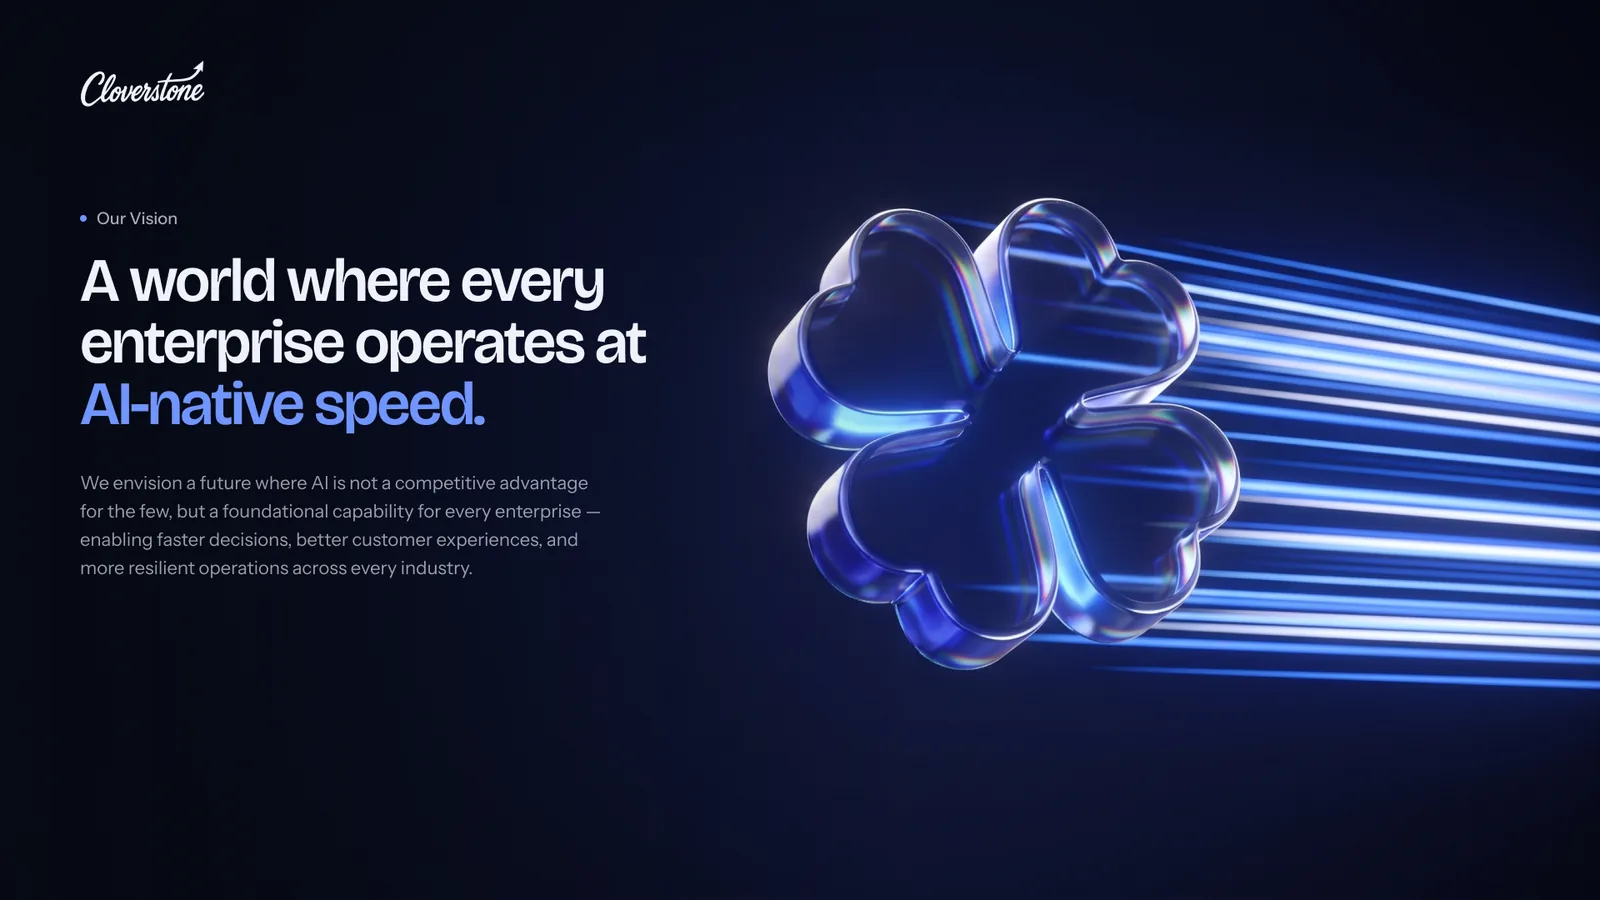 Cloverstone
Our Vision
A world where every
enterprise operates at
AI-native speed.
We envision a future where AI is not a competitive advantage
for the few, but a foundational capability for every enterprise —
enabling faster decisions, better customer experiences, and
more resilient operations across every industry.